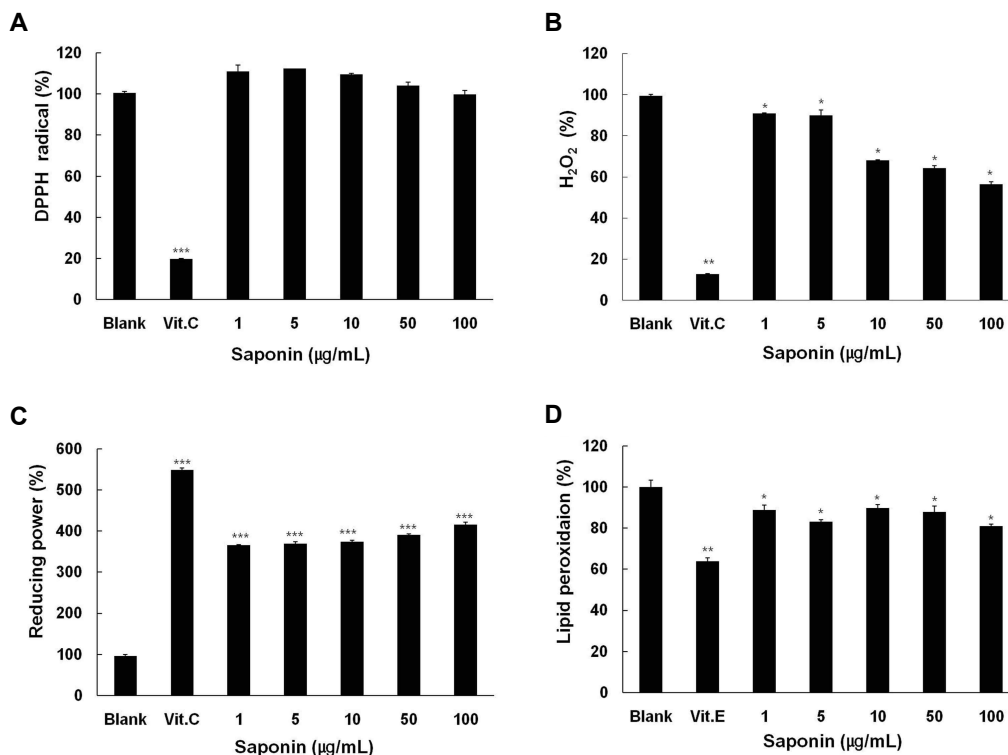 A
DPPH radical (%)
120
100
80
60
40
20
0
***
Blank Vit.C 1 5 10 50 100
Saponin (μg/mL)
B
H₂O₂ (%)
120
100
80
60
40
20
0
** * * * * *
Blank Vit.C 1 5 10 50 100
Saponin (μg/mL)
C
Reducing power (%)
600
500
400
300
200
100
0
*** *** *** *** *** ***
Blank Vit.C 1 5 10 50 100
Saponin (μg/mL)
D
Lipid peroxidaion (%)
120
100
80
60
40
20
0
** * * * * *
Blank Vit.E 1 5 10 50 100
Saponin (μg/mL)